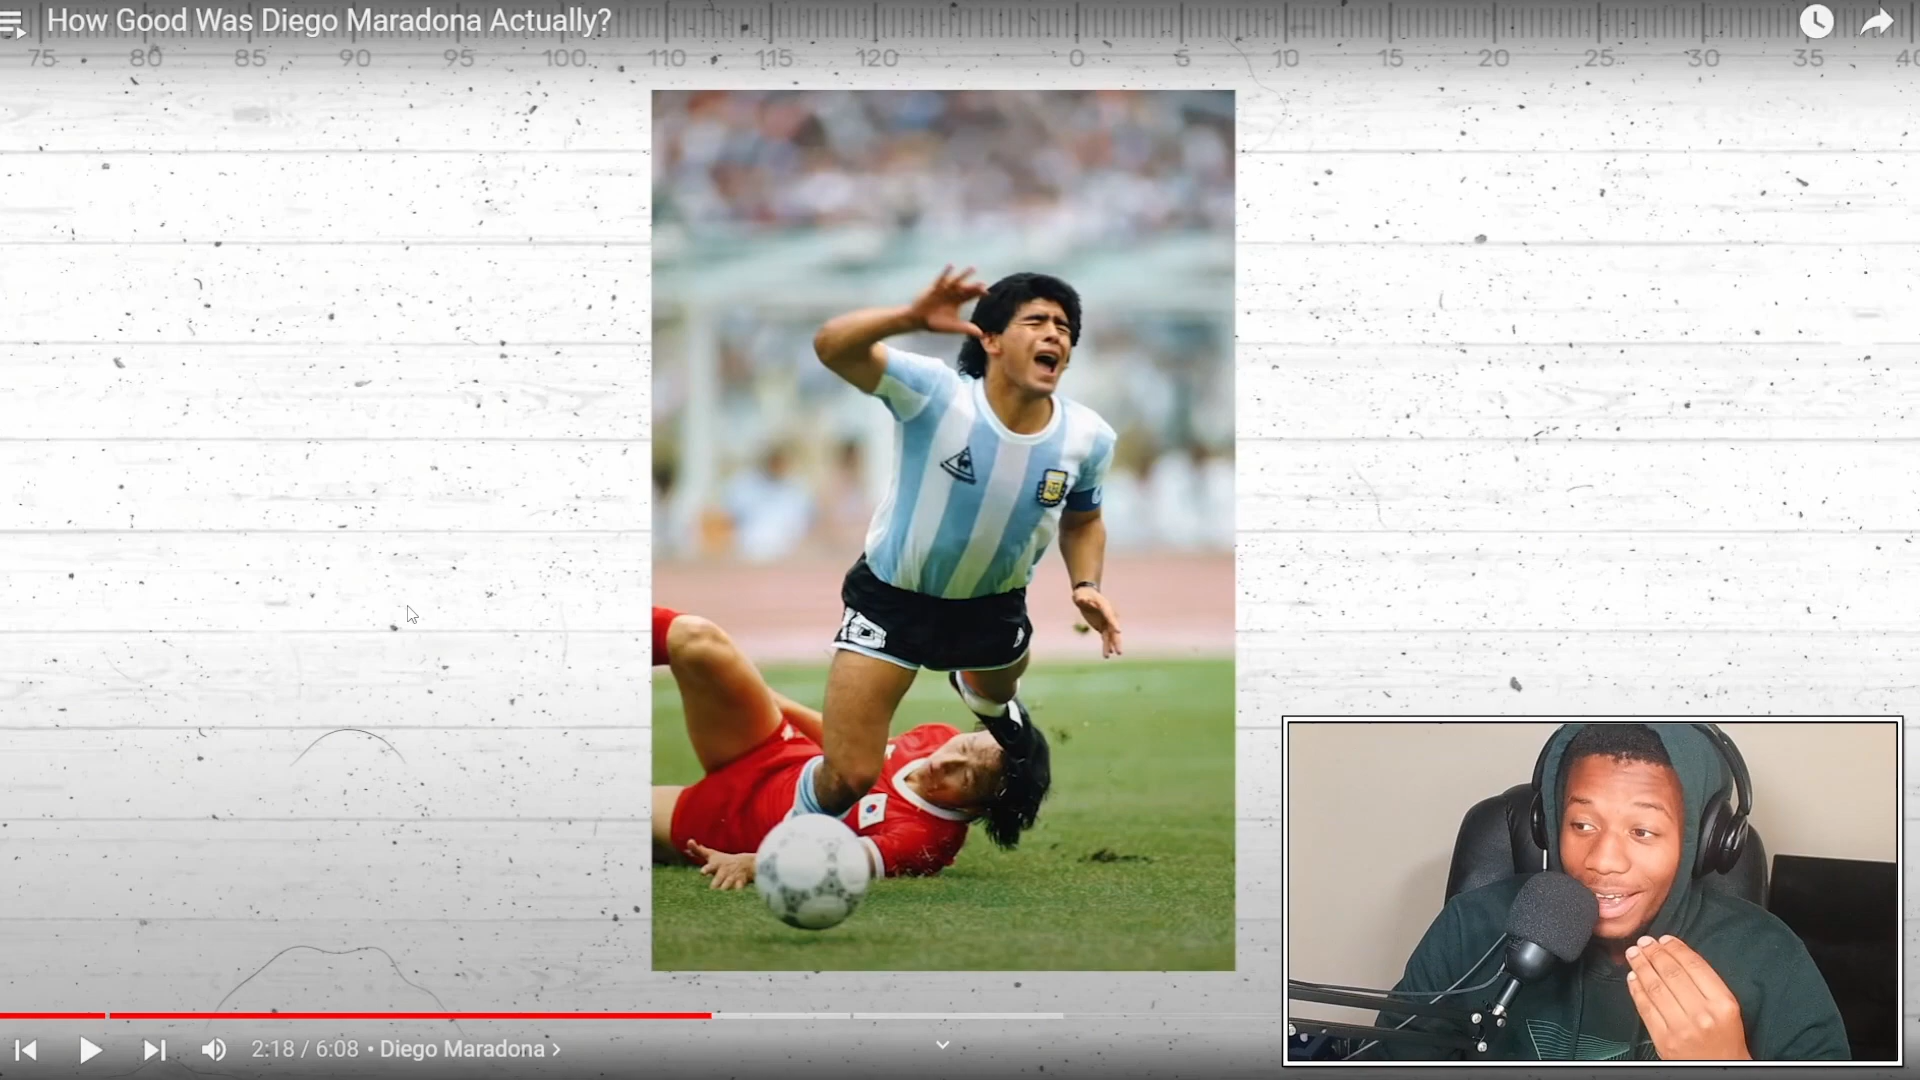 How Good Was Diego Maradona Actually?
75 80 85 90 95 100 110 115 120 0 5 10 15 20 25 30 35 40
2:18 / 6:08 • Diego Maradona